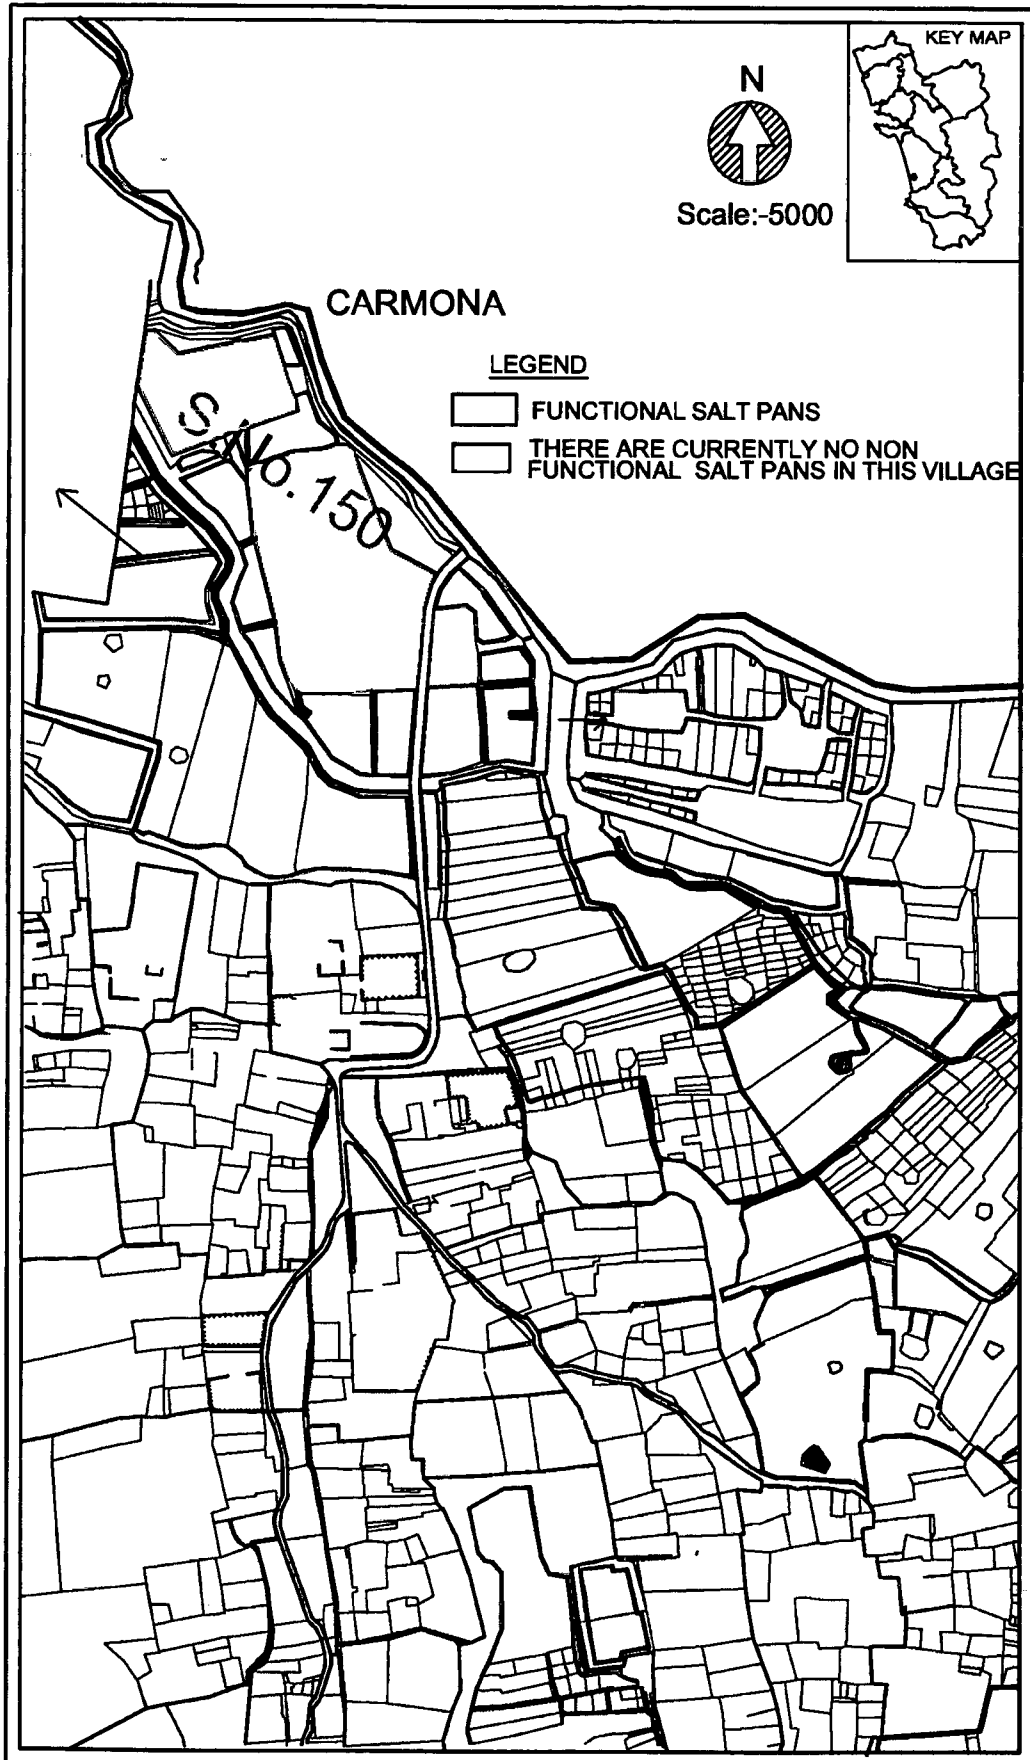 KEY MAP
N
Scale:-5000
CARMONA
LEGEND
FUNCTIONAL SALT PANS
THERE ARE CURRENTLY NO NON
FUNCTIONAL SALT PANS IN THIS VILLAGE
S.No.150